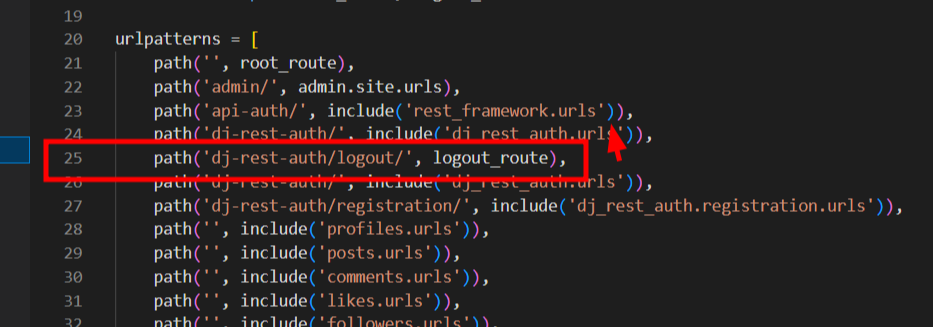 19
20 urlpatterns = [
21 path('', root_route),
22 path('admin/', admin.site.urls),
23 path('api-auth/', include('rest_framework.urls')),
24 path('dj-rest-auth/', include('dj_rest_auth.urls')),
25 path('dj-rest-auth/logout/', logout_route),
26 path('dj-rest-auth/', include('dj_rest_auth.urls')),
27 path('dj-rest-auth/registration/', include('dj_rest_auth.registration.urls')),
28 path('', include('profiles.urls')),
29 path('', include('posts.urls')),
30 path('', include('comments.urls')),
31 path('', include('likes.urls')),
32 path('', include('followers.urls')),